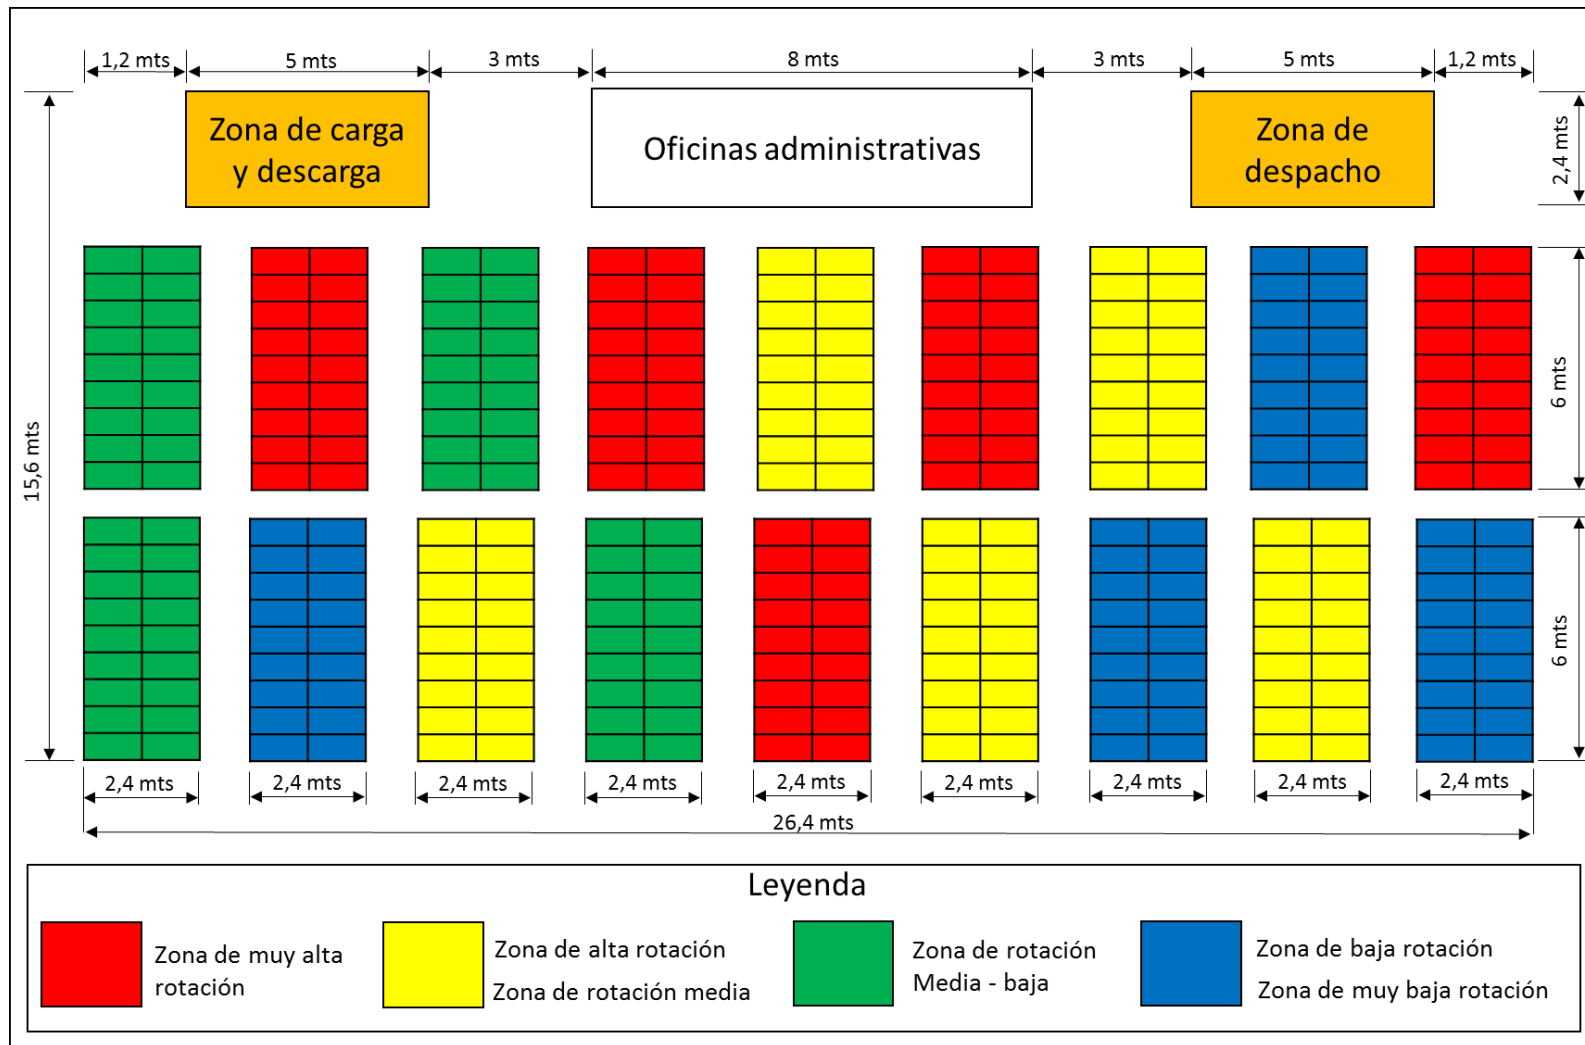 1,2 mts
5 mts
3 mts
8 mts
3 mts
5 mts
1,2 mts
Zona de carga
y descarga
Oficinas administrativas
Zona de
despacho
2,4 mts
15,6 mts
6 mts
6 mts
2,4 mts
2,4 mts
2,4 mts
2,4 mts
2,4 mts
2,4 mts
2,4 mts
2,4 mts
2,4 mts
26,4 mts
Leyenda
Zona de muy alta
rotación
Zona de alta rotación
Zona de rotación media
Zona de rotación
Media - baja
Zona de baja rotación
Zona de muy baja rotación